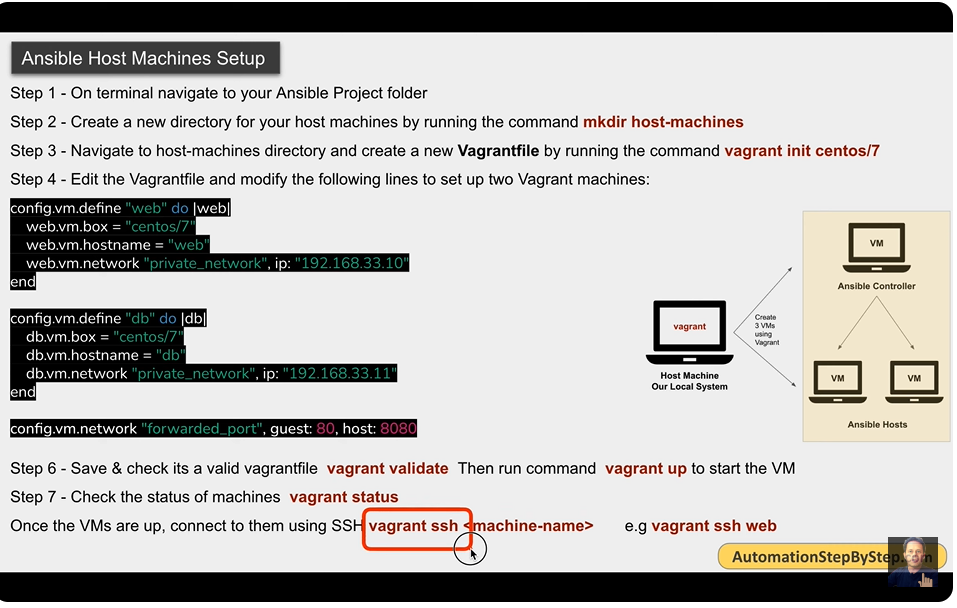 Ansible Host Machines Setup
Step 1 - On terminal navigate to your Ansible Project folder
Step 2 - Create a new directory for your host machines by running the command mkdir host-machines
Step 3 - Navigate to host-machines directory and create a new Vagrantfile by running the command vagrant init centos/7
Step 4 - Edit the Vagrantfile and modify the following lines to set up two Vagrant machines:
config.vm.define "web" do |web|
web.vm.box = "centos/7"
web.vm.hostname = "web"
web.vm.network "private_network", ip: "192.168.33.10"
end
config.vm.define "db" do |db|
db.vm.box = "centos/7"
db.vm.hostname = "db"
db.vm.network "private_network", ip: "192.168.33.11"
end
config.vm.network "forwarded_port", guest: 80, host: 8080
vagrant
Host Machine
Our Local System
Create
3 VMs
using
Vagrant
VM
Ansible Controller
VM
VM
Ansible Hosts
Step 6 - Save & check its a valid vagrantfile vagrant validate Then run command vagrant up to start the VM
Step 7 - Check the status of machines vagrant status
Once the VMs are up, connect to them using SSH vagrant ssh <machine-name> e.g vagrant ssh web
AutomationStepByStep.com